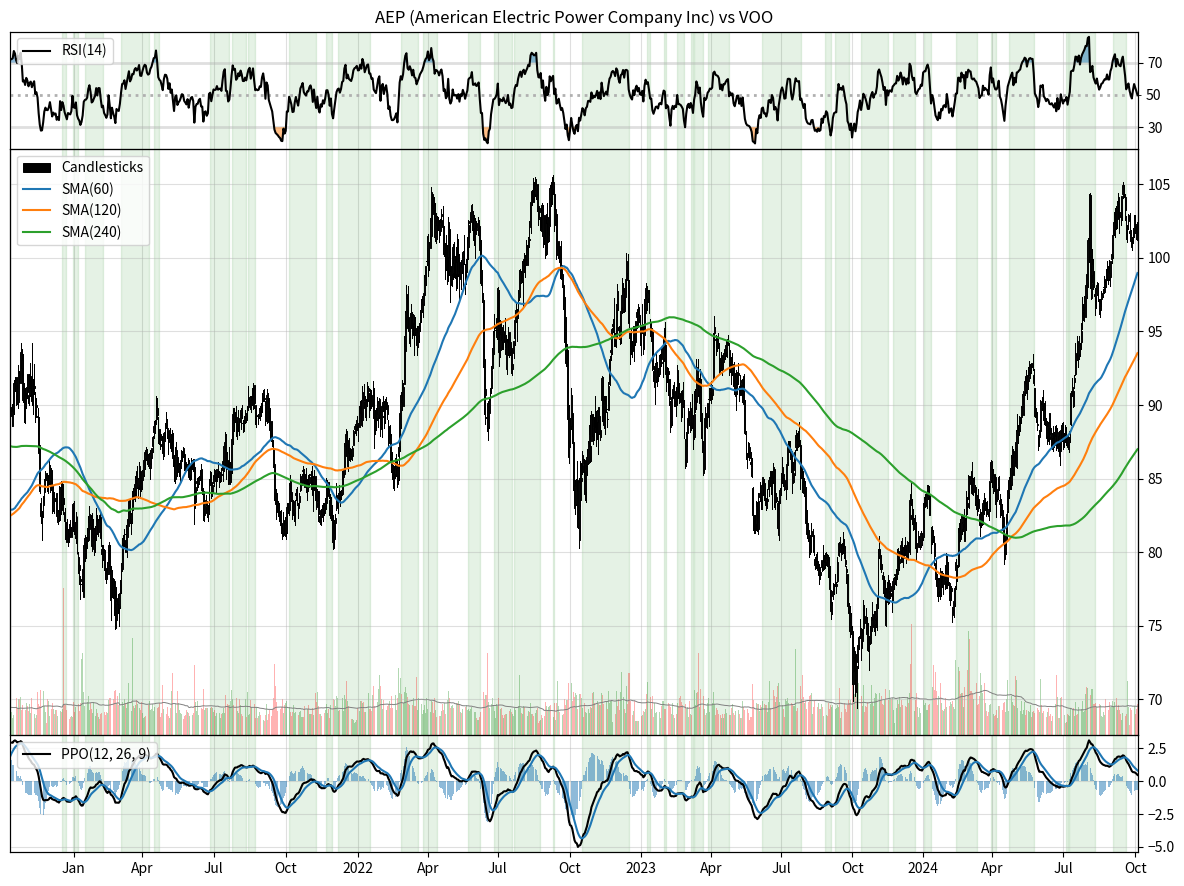 AEP (American Electric Power Company Inc) vs VOO
RSI(14)
70
50
30
Candlesticks
SMA(60)
SMA(120)
SMA(240)
105
100
95
90
85
80
75
70
PPO(12, 26, 9)
2.5
0.0
−2.5
−5.0
Jan Apr Jul Oct 2022 Apr Jul Oct 2023 Apr Jul Oct 2024 Apr Jul Oct